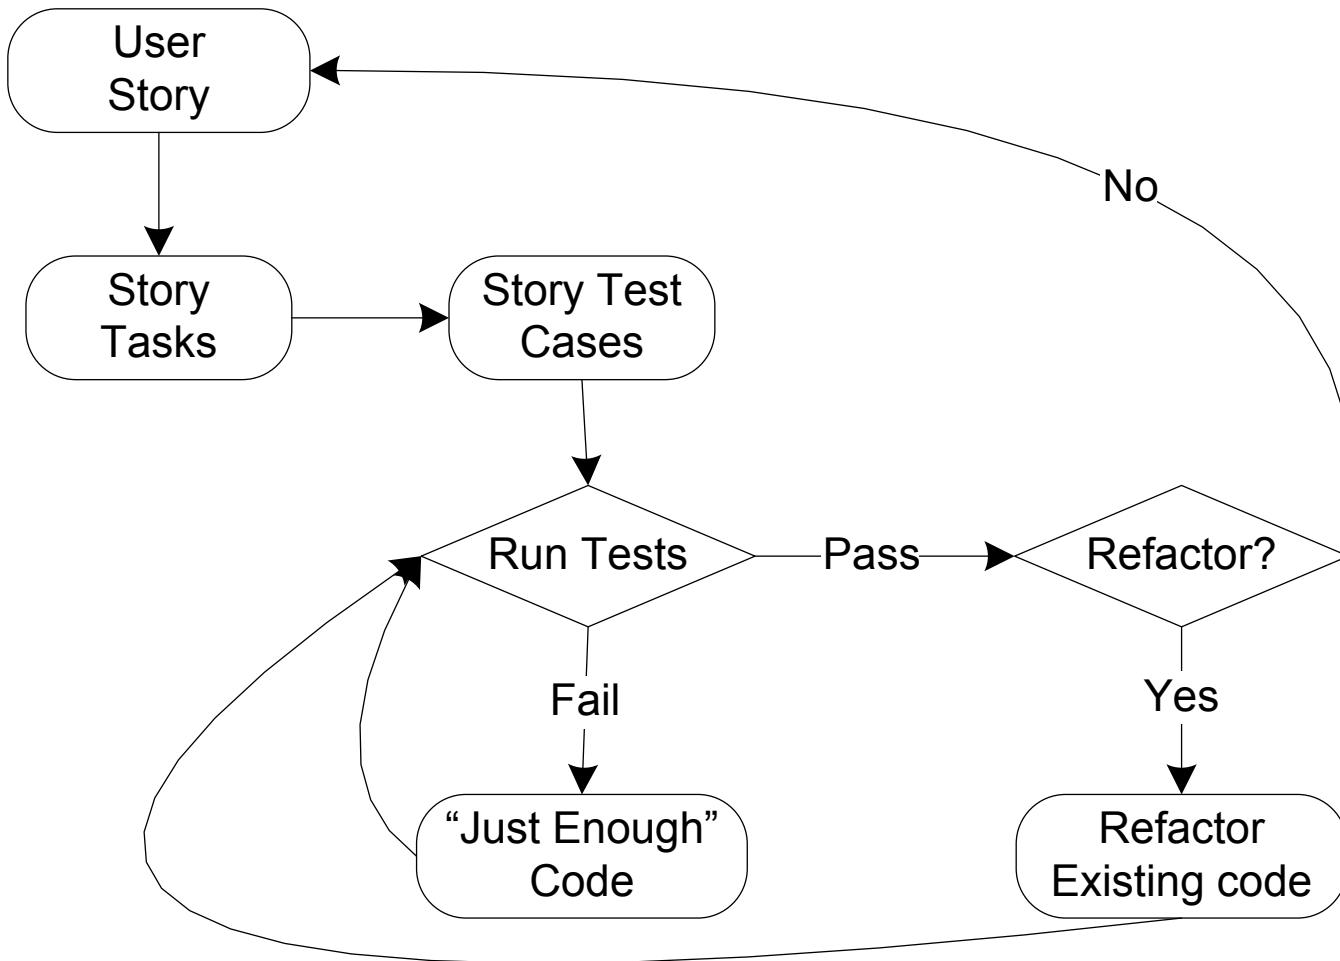 User
Story
No
Story
Tasks
Story Test
Cases
Run Tests
Pass
Refactor?
Fail
Yes
“Just Enough”
Code
Refactor
Existing code